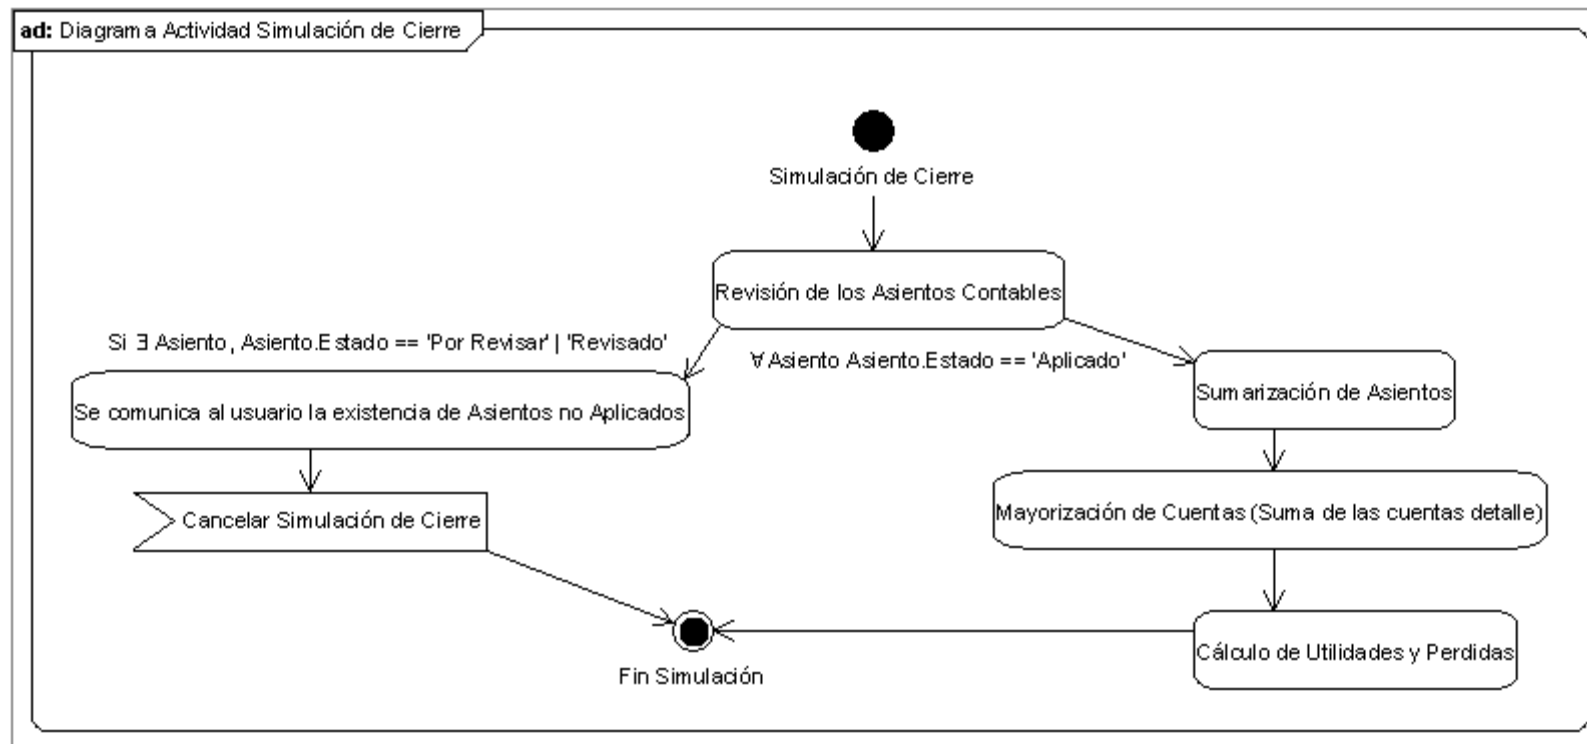 ad: Diagrama Actividad Simulación de Cierre
Simulación de Cierre
Revisión de los Asientos Contables
Si ∃ Asiento, Asiento.Estado == 'Por Revisar' | 'Revisado'
∀ Asiento Asiento.Estado == 'Aplicado'
Se comunica al usuario la existencia de Asientos no Aplicados
Sumarización de Asientos
Cancelar Simulación de Cierre
Mayorización de Cuentas (Suma de las cuentas detalle)
Cálculo de Utilidades y Perdidas
Fin Simulación